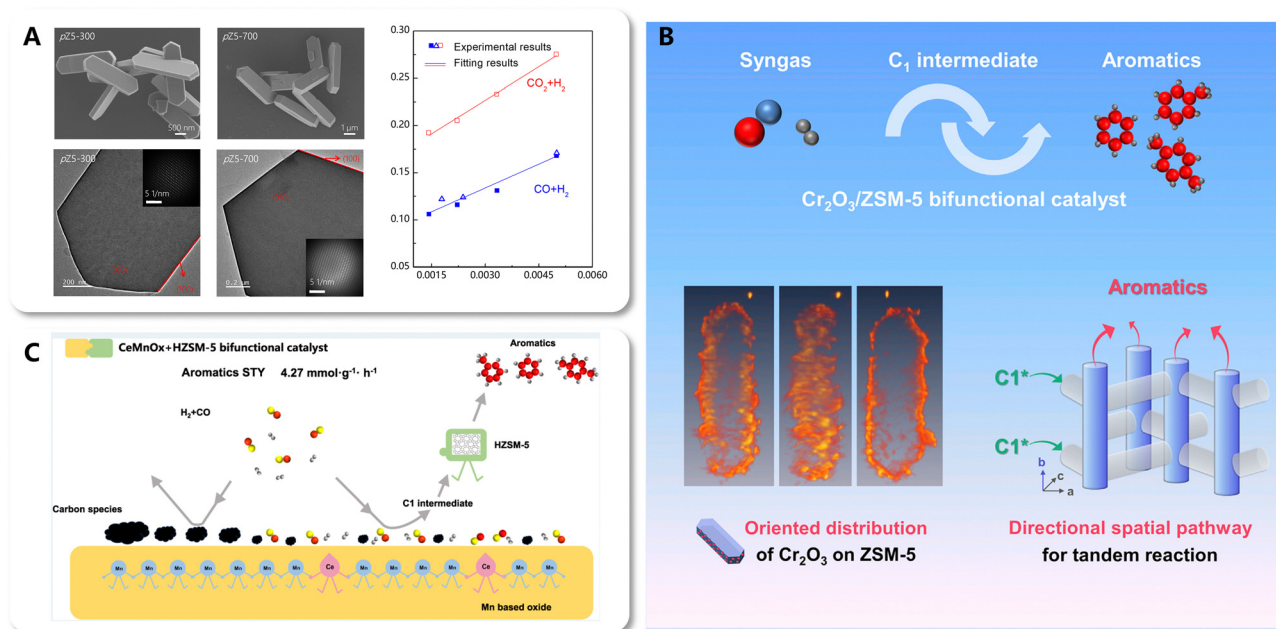 A
pZ5-300
500 nm
pZ5-700
1 μm
pZ5-300
5 1/nm
200 nm
pZ5-700
(100)
5 1/nm
0.2 μm
0.30
0.25
0.20
0.15
0.10
0.05
Experimental results
Fitting results
CO₂+H₂
CO+H₂
0.0015 0.0030 0.0045 0.0060
B
Syngas
C₁ intermediate
Aromatics
Cr₂O₃/ZSM-5 bifunctional catalyst
Aromatics
C1*
C1*
b
c
a
Oriented distribution
of Cr₂O₃ on ZSM-5
Directional spatial pathway
for tandem reaction
C
CeMnOx+HZSM-5 bifunctional catalyst
Aromatics STY 4.27 mmol·g⁻¹· h⁻¹
Aromatics
H₂+CO
HZSM-5
C1 intermediate
Carbon species
Mn Mn Mn Mn Mn Mn Mn Ce Mn Mn Mn Mn Ce Mn Mn
Mn based oxide